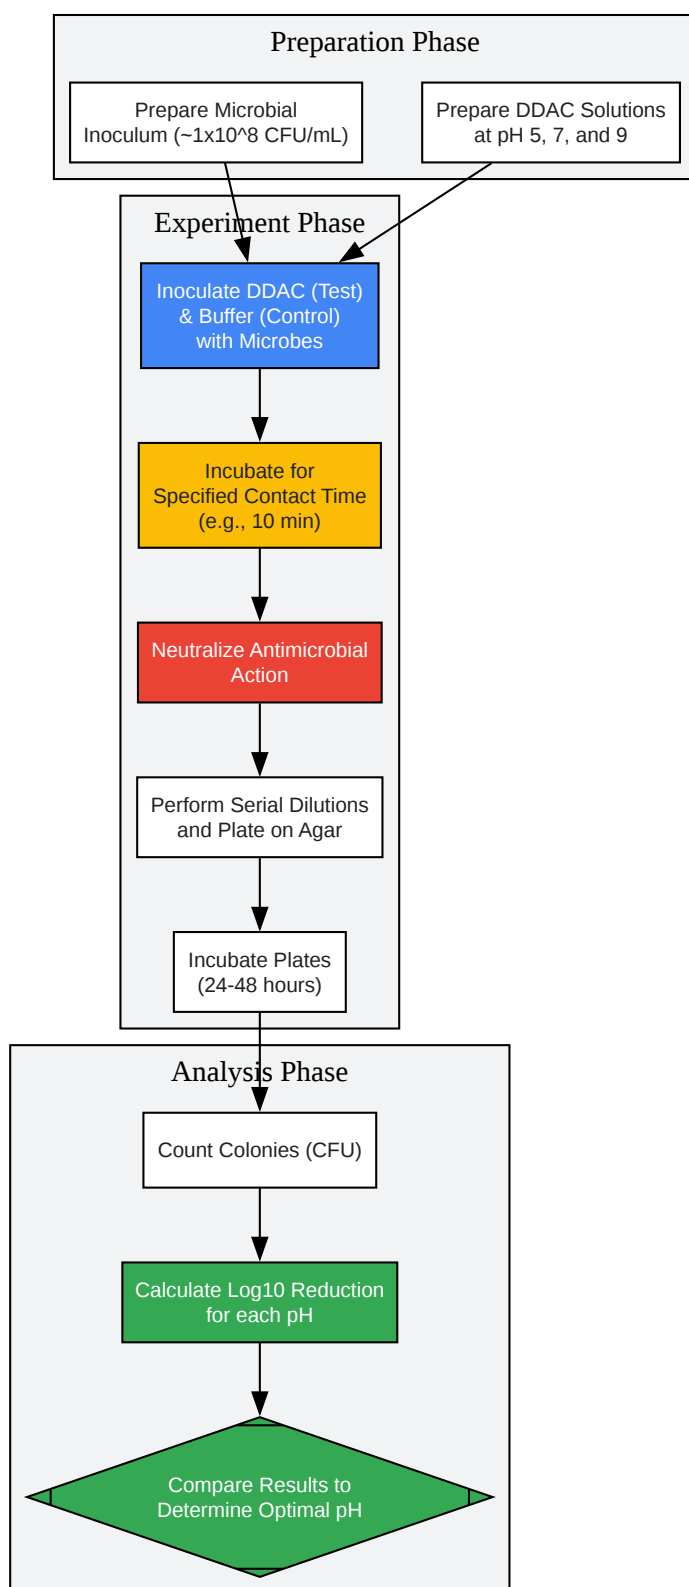 Preparation Phase
Prepare Microbial
Inoculum (~1x10^8 CFU/mL)
Prepare DDAC Solutions
at pH 5, 7, and 9
Experiment Phase
Inoculate DDAC (Test)
& Buffer (Control)
with Microbes
Incubate for
Specified Contact Time
(e.g., 10 min)
Neutralize Antimicrobial
Action
Perform Serial Dilutions
and Plate on Agar
Incubate Plates
(24-48 hours)
Analysis Phase
Count Colonies (CFU)
Calculate Log10 Reduction
for each pH
Compare Results to
Determine Optimal pH